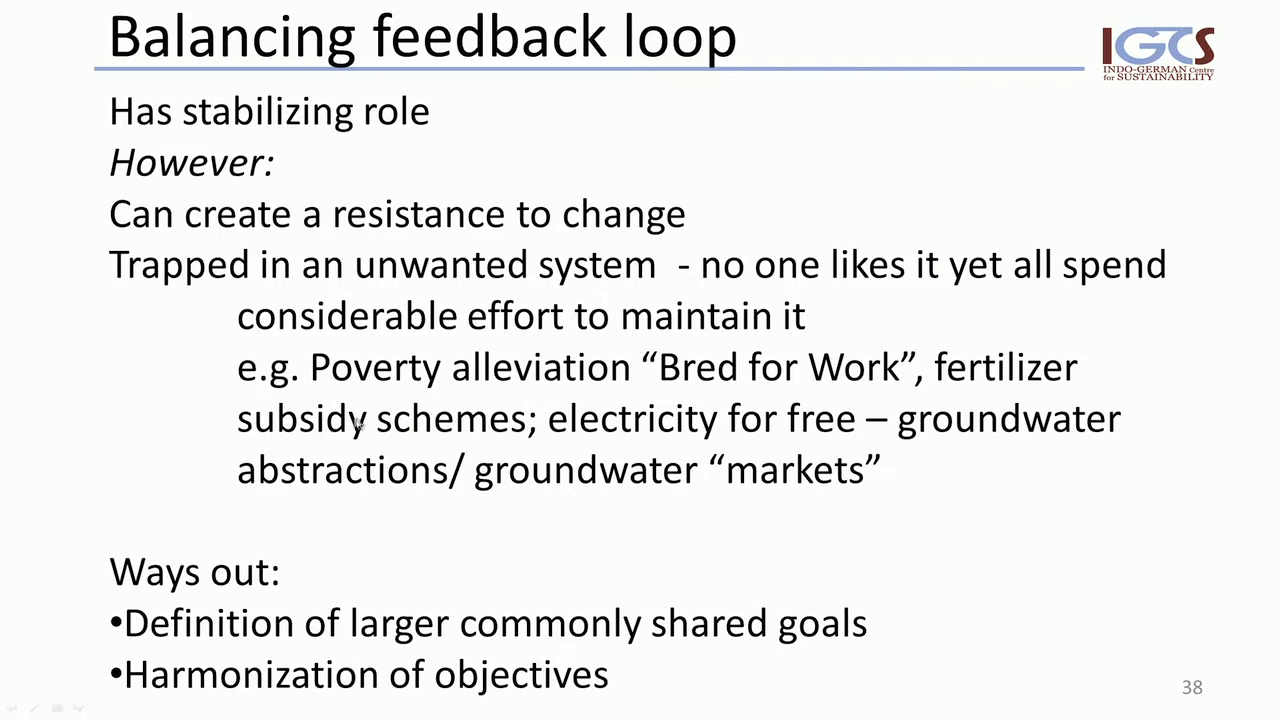 Balancing feedback loop
IGCS
INDO-GERMAN Centre
for SUSTAINABILITY
Has stabilizing role
However:
Can create a resistance to change
Trapped in an unwanted system - no one likes it yet all spend
considerable effort to maintain it
e.g. Poverty alleviation “Bred for Work”, fertilizer
subsidy schemes; electricity for free – groundwater
abstractions/ groundwater “markets”
Ways out:
•Definition of larger commonly shared goals
•Harmonization of objectives
38